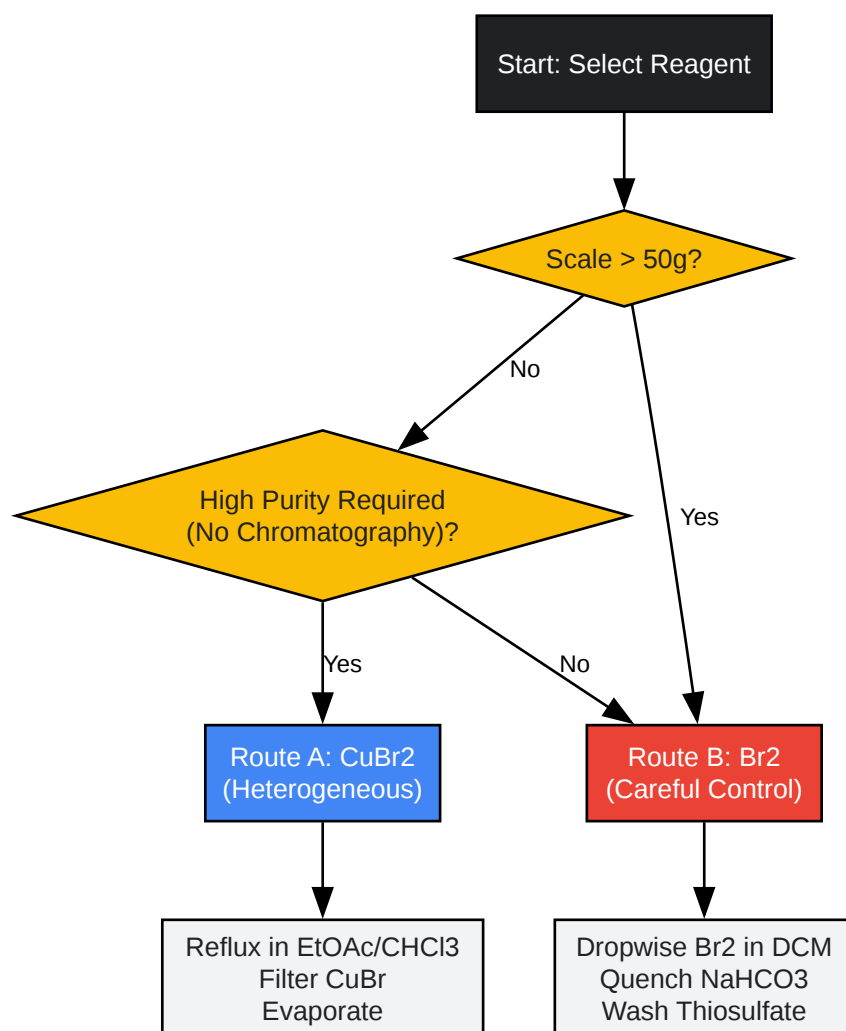 Start: Select Reagent
Scale > 50g?
No
Yes
High Purity Required
(No Chromatography)?
Yes
No
Route A: CuBr2
(Heterogeneous)
Route B: Br2
(Careful Control)
Reflux in EtOAc/CHCl3
Filter CuBr
Evaporate
Dropwise Br2 in DCM
Quench NaHCO3
Wash Thiosulfate